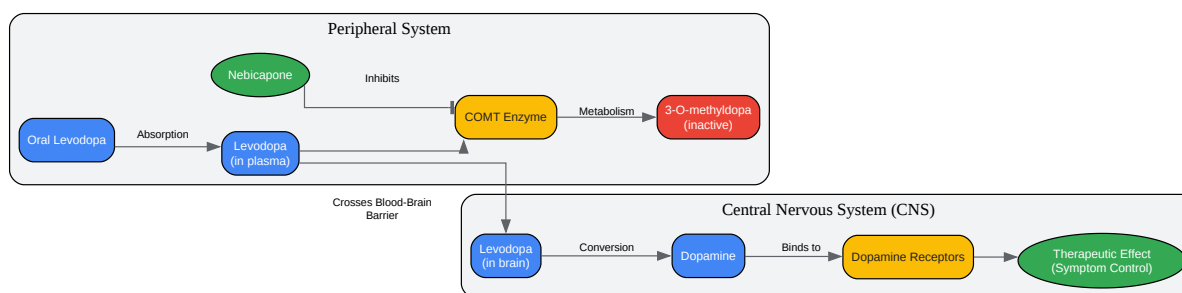 Peripheral System
Nebicapone
Inhibits
COMT Enzyme
Metabolism
3-O-methyldopa
(inactive)
Oral Levodopa
Absorption
Levodopa
(in plasma)
Crosses Blood-Brain
Barrier
Central Nervous System (CNS)
Levodopa
(in brain)
Conversion
Dopamine
Binds to
Dopamine Receptors
Therapeutic Effect
(Symptom Control)